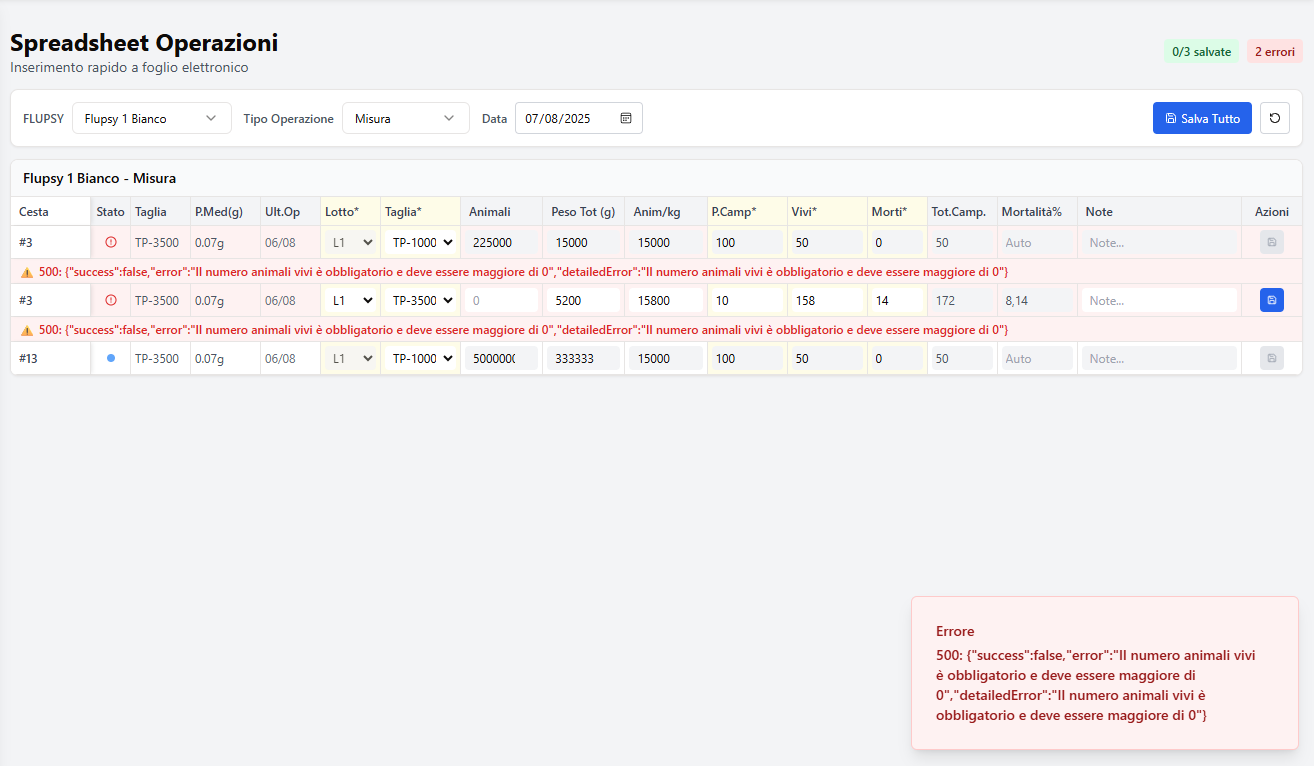 Spreadsheet Operazioni
Inserimento rapido a foglio elettronico
0/3 salvate 2 errori
FLUPSY Flupsy 1 Bianco Tipo Operazione Misura Data 07/08/2025 Salva Tutto
Flupsy 1 Bianco - Misura
Cesta Stato Taglia P.Med(g) Ult.Op Lotto* Taglia* Animali Peso Tot (g) Anim/kg P.Camp* Vivi* Morti* Tot.Camp. Mortalità% Note Azioni
#3 TP-3500 0.07g 06/08 L1 TP-1000 225000 15000 15000 100 50 0 50 Auto Note...
500: {"success":false,"error":"Il numero animali vivi è obbligatorio e deve essere maggiore di 0","detailedError":"Il numero animali vivi è obbligatorio e deve essere maggiore di 0"}
#3 TP-3500 0.07g 06/08 L1 TP-3500 0 5200 15800 10 158 14 172 8,14 Note...
500: {"success":false,"error":"Il numero animali vivi è obbligatorio e deve essere maggiore di 0","detailedError":"Il numero animali vivi è obbligatorio e deve essere maggiore di 0"}
#13 TP-3500 0.07g 06/08 L1 TP-1000 5000000 333333 15000 100 50 0 50 Auto Note...
Errore
500: {"success":false,"error":"Il numero animali vivi
è obbligatorio e deve essere maggiore di
0","detailedError":"Il numero animali vivi è
obbligatorio e deve essere maggiore di 0"}